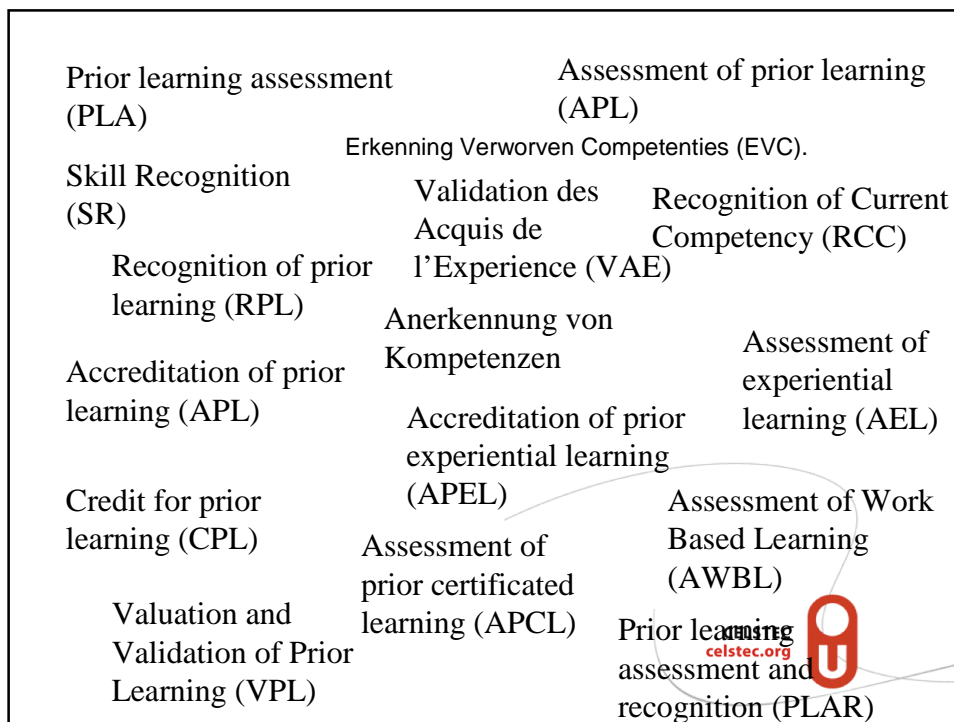 Prior learning assessment
(PLA)
Assessment of prior learning
(APL)
Erkenning Verworven Competenties (EVC).
Skill Recognition
(SR)
Validation des
Acquis de
l’Experience (VAE)
Recognition of Current
Competency (RCC)
Recognition of prior
learning (RPL)
Anerkennung von
Kompetenzen
Assessment of
experiential
learning (AEL)
Accreditation of prior
learning (APL)
Accreditation of prior
experiential learning
(APEL)
Credit for prior
learning (CPL)
Assessment of Work
Based Learning
(AWBL)
Assessment of
prior certificated
learning (APCL)
Valuation and
Validation of Prior
Learning (VPL)
Prior learning
assessment and
recognition (PLAR)
CELSTEC
celstec.org